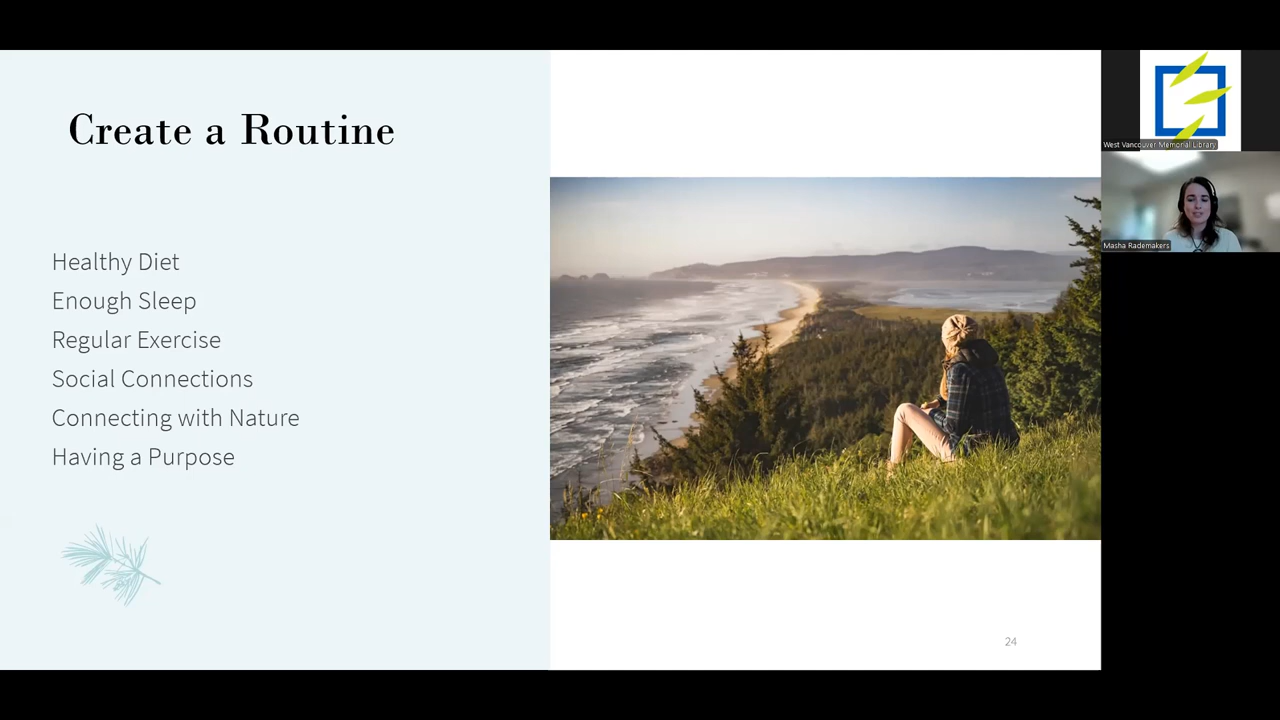 Create a Routine
Healthy Diet
Enough Sleep
Regular Exercise
Social Connections
Connecting with Nature
Having a Purpose
24
West Vancouver Memorial Library
Masha Rademakers